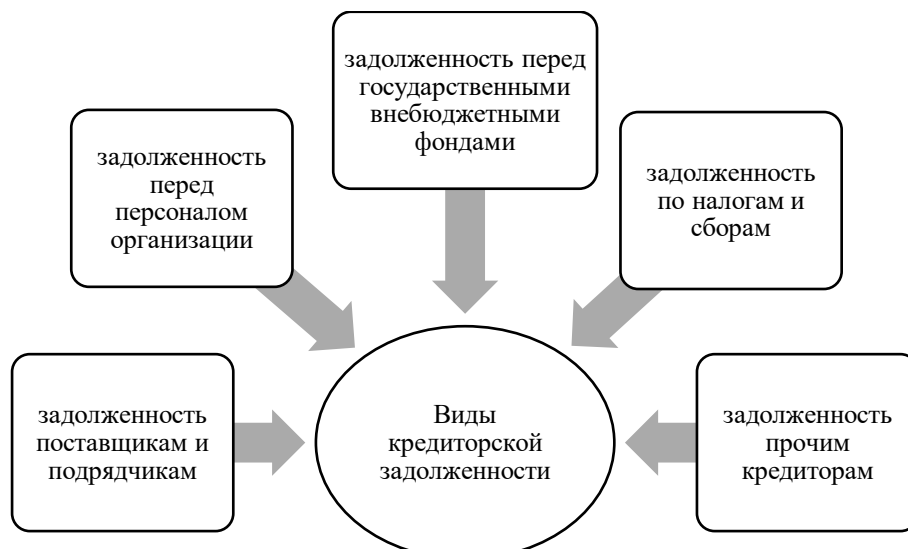 задолженность перед
государственными
внебюджетными
фондами
задолженность
перед
персоналом
организации
задолженность
по налогам и
сборам
задолженность
поставщикам и
подрядчикам
Виды
кредиторской
задолженности
задолженность
прочим
кредиторам